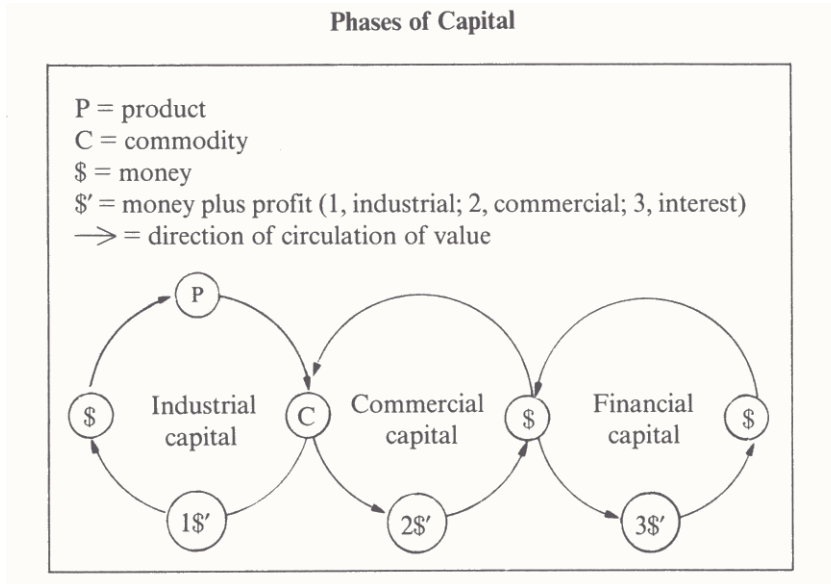 Phases of Capital
P = product
C = commodity
$ = money
$′ = money plus profit (1, industrial; 2, commercial; 3, interest)
= direction of circulation of value
P
$
Industrial
capital
C
Commercial
capital
$
Financial
capital
$
1$′
2$′
3$′